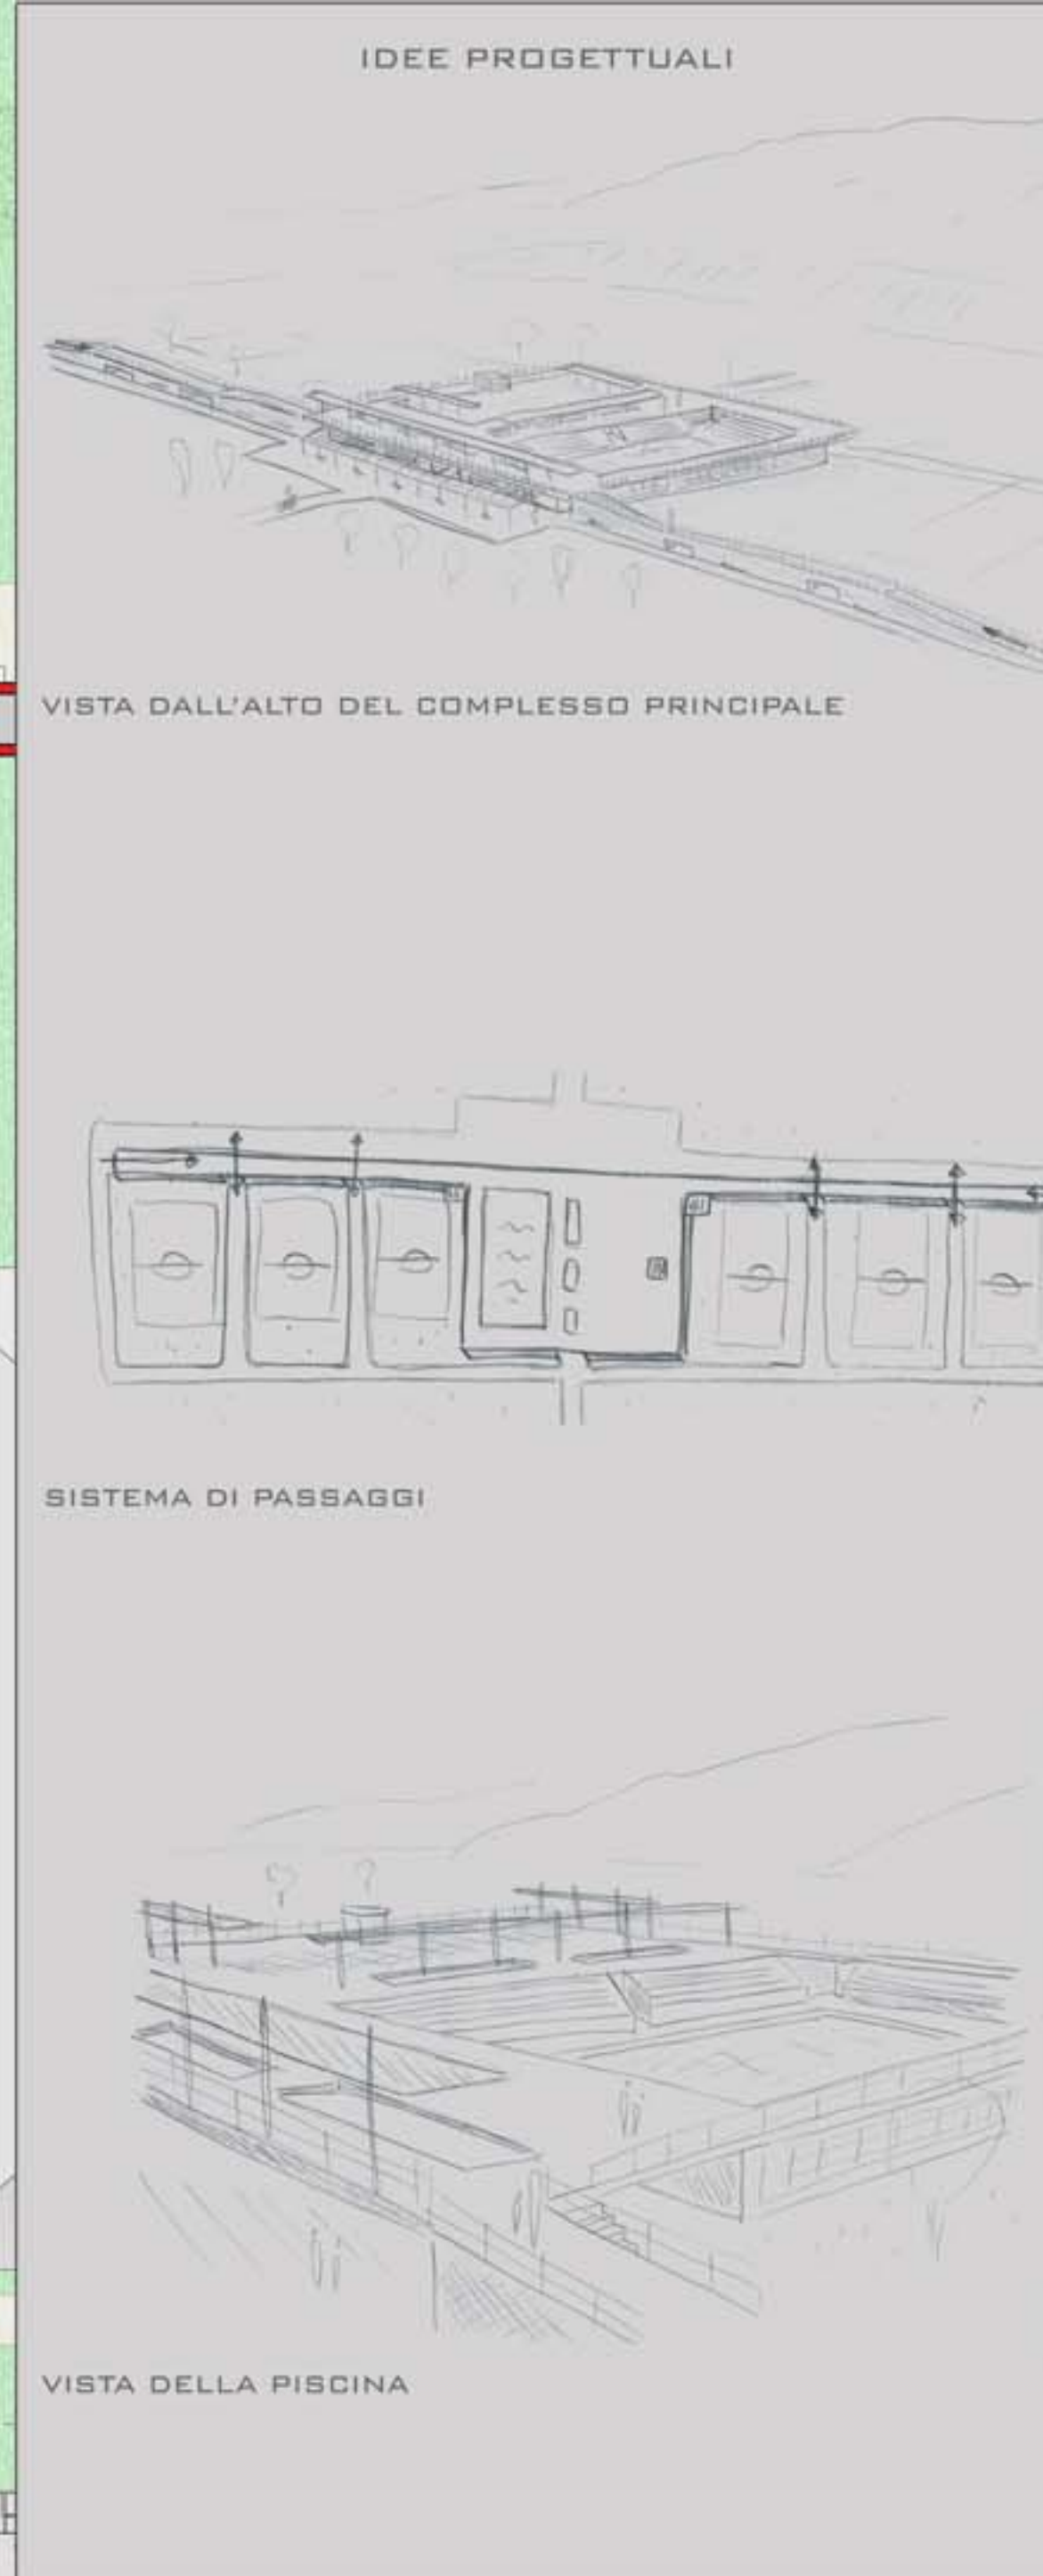 IDEE PROGETTUALI
VISTA DALL'ALTO DEL COMPLESSO PRINCIPALE
SISTEMA DI PASSAGGI
VISTA DELLA PISCINA